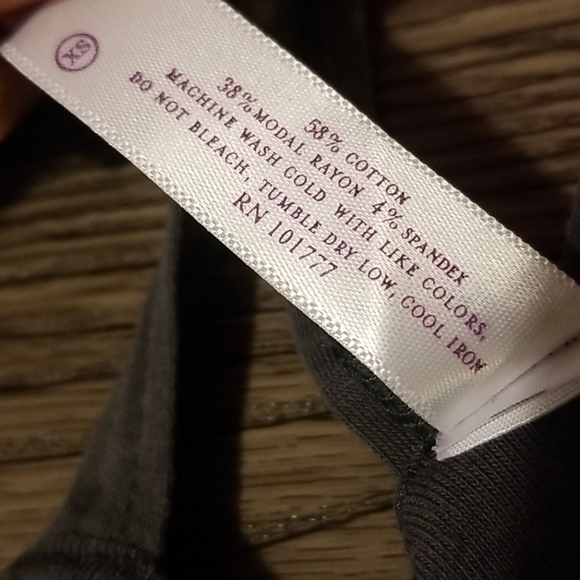 XS
58% COTTON
38% MODAL RAYON 4% SPANDEX
MACHINE WASH COLD WITH LIKE COLORS,
DO NOT BLEACH, TUMBLE DRY LOW, COOL IRON
RN 101777